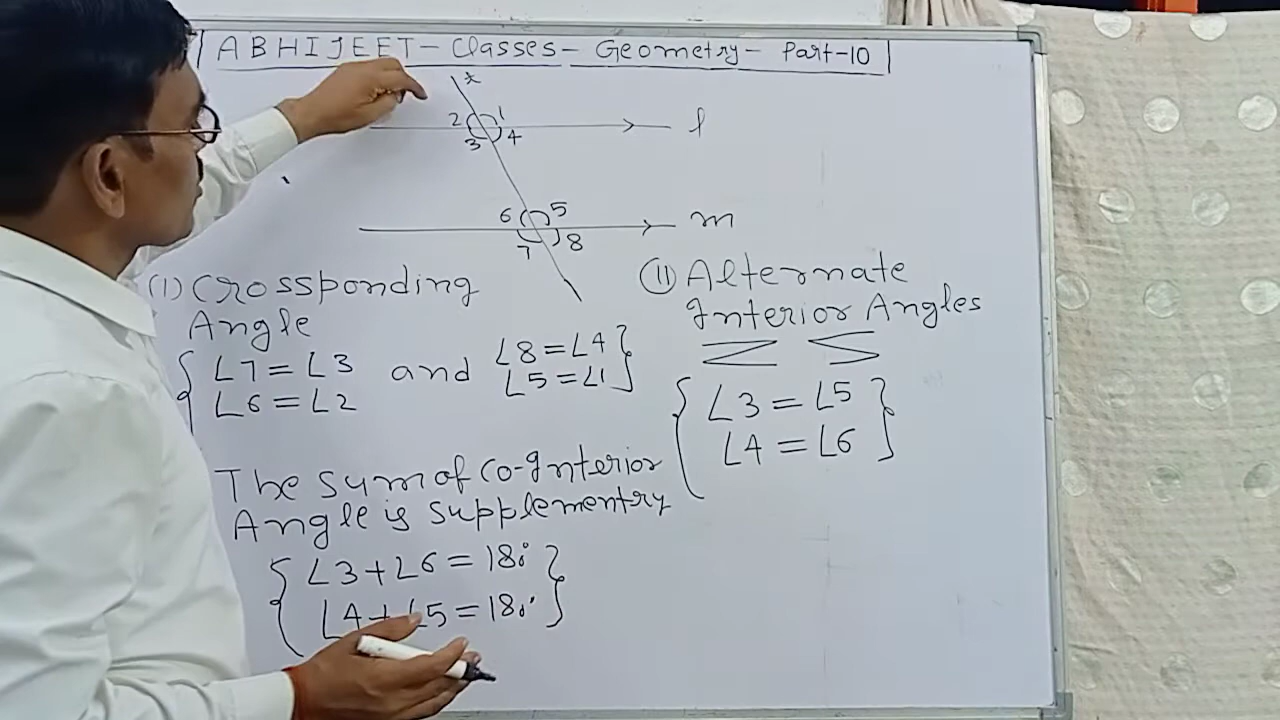 ABHIJEET - Classes - Geometry - Part-10
t
2 1
3 4
l
6 5
7 8
m
(I) Crossponding
Angle
∠7 = ∠3
∠6 = ∠2
and
∠8 = ∠4
∠5 = ∠1
(II) Alternate
Interior Angles
∠3 = ∠5
∠4 = ∠6
The sum of co-Interior
Angle is supplementry
∠3 + ∠6 = 180°
∠4 + ∠5 = 180°